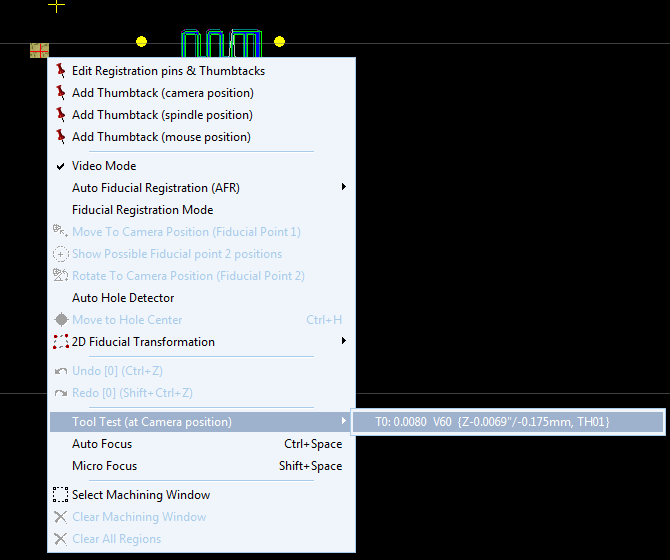 Edit Registration pins & Thumbtacks
Add Thumbtack (camera position)
Add Thumbtack (spindle position)
Add Thumbtack (mouse position)
Video Mode
Auto Fiducial Registration (AFR)
Fiducial Registration Mode
Move To Camera Position (Fiducial Point 1)
Show Possible Fiducial point 2 positions
Rotate To Camera Position (Fiducial Point 2)
Auto Hole Detector
Move to Hole Center Ctrl+H
2D Fiducial Transformation
Undo [0] (Ctrl+Z)
Redo [0] (Shift+Ctrl+Z)
Tool Test (at Camera position) T0: 0.0080 V60 {Z-0.0069"/-0.175mm, TH01}
Auto Focus Ctrl+Space
Micro Focus Shift+Space
Select Machining Window
Clear Machining Window
Clear All Regions